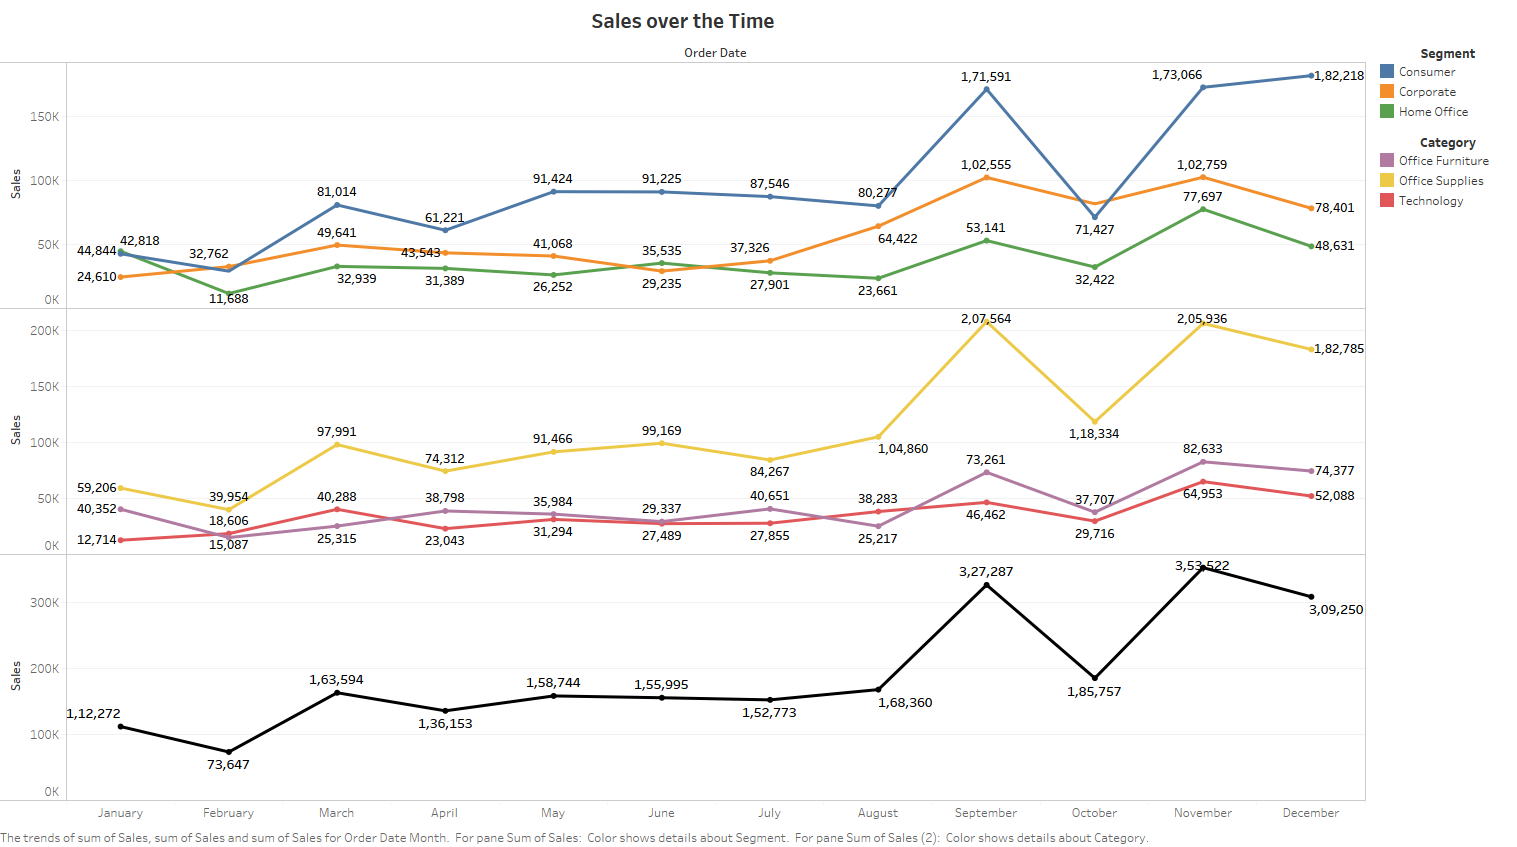 Sales over the Time
Order Date
Segment
Consumer
Corporate
Home Office
Category
Office Furniture
Office Supplies
Technology
Sales
150K
100K
50K
0K
1,71,591
1,73,066
1,82,218
81,014
61,221
91,424
91,225
87,546
80,277
71,427
1,02,555
1,02,759
78,401
77,697
48,631
44,844
42,818
24,610
32,762
11,688
49,641
32,939
43,543
31,389
41,068
26,252
35,535
29,235
37,326
27,901
64,422
23,661
53,141
32,422
Sales
200K
150K
100K
50K
0K
2,07,564
2,05,936
1,82,785
1,18,334
1,04,860
97,991
74,312
91,466
99,169
84,267
59,206
40,352
12,714
39,954
18,606
15,087
40,288
25,315
38,798
23,043
35,984
31,294
29,337
27,489
40,651
27,855
38,283
25,217
73,261
46,462
37,707
29,716
82,633
64,953
74,377
52,088
Sales
300K
200K
100K
0K
1,12,272
73,647
1,63,594
1,36,153
1,58,744
1,55,995
1,52,773
1,68,360
3,27,287
1,85,757
3,53,522
3,09,250
January February March April May June July August September October November December
The trends of sum of Sales, sum of Sales and sum of Sales for Order Date Month.  For pane Sum of Sales:  Color shows details about Segment.  For pane Sum of Sales (2):  Color shows details about Category.